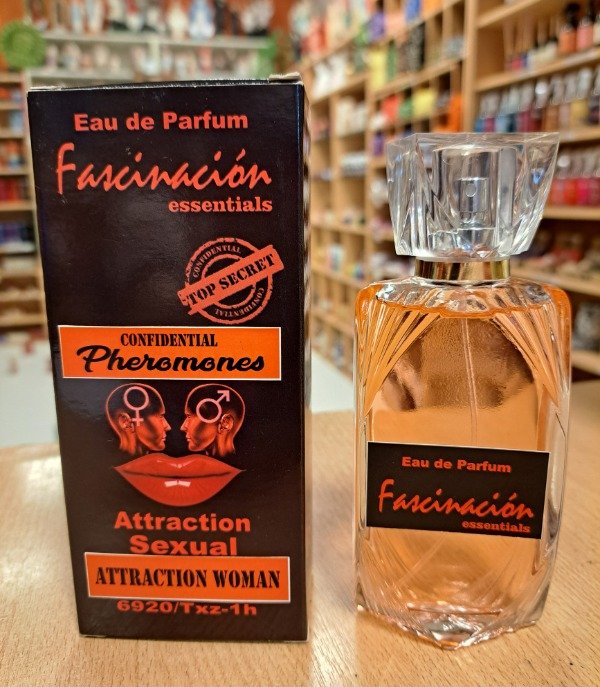 Eau de Parfum
Fascinación
essentials
CONFIDENTIAL
TOP SECRET
CONFIDENTIAL
CONFIDENTIAL
Pheromones
Attraction
Sexual
ATTRACTION WOMAN
6920/Txz-1h
Eau de Parfum
Fascinación
essentials